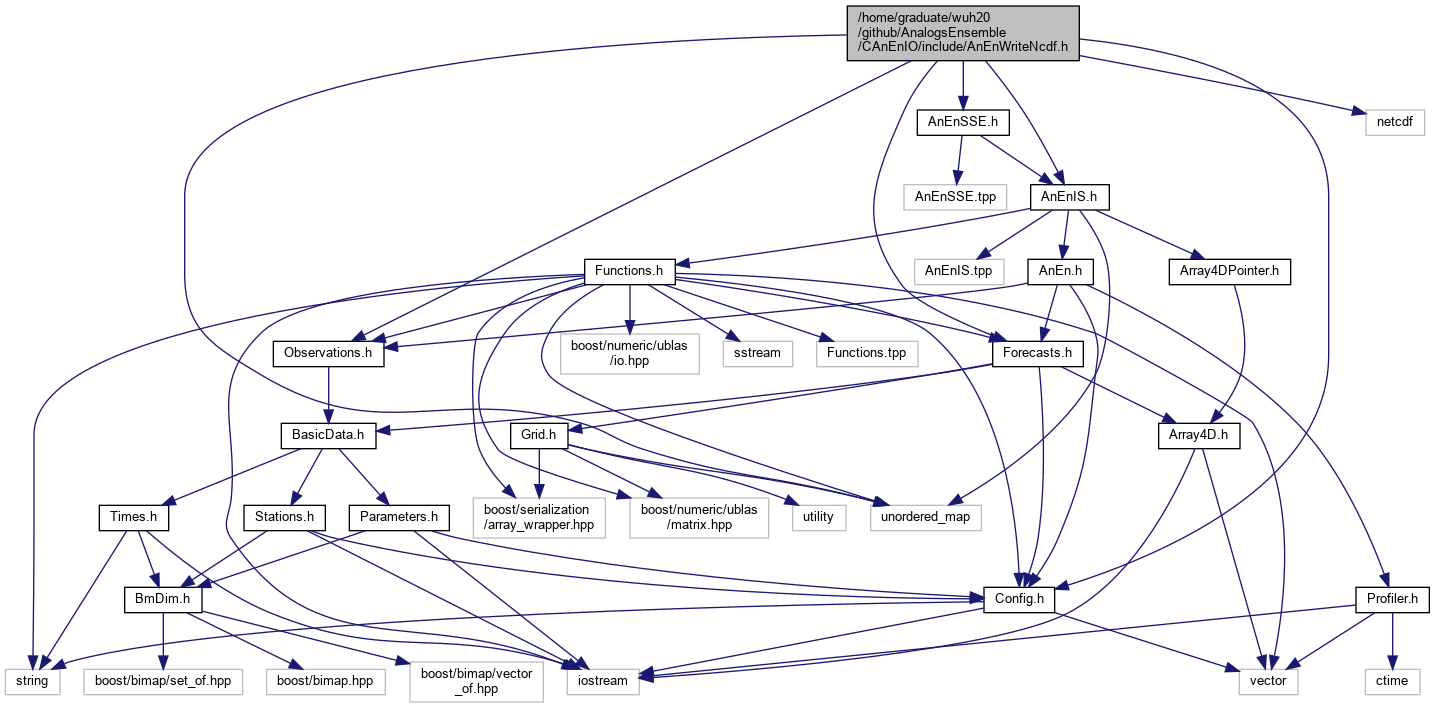 /home/graduate/wuh20
/github/AnalogsEnsemble
/CAnEnIO/include/AnEnWriteNcdf.h
AnEnSSE.h
netcdf
AnEnSSE.tpp
AnEnIS.h
Functions.h
AnEnIS.tpp
AnEn.h
Array4DPointer.h
Observations.h
boost/numeric/ublas
/io.hpp
sstream
Functions.tpp
Forecasts.h
BasicData.h
Grid.h
Array4D.h
Times.h
Stations.h
Parameters.h
boost/serialization
/array_wrapper.hpp
boost/numeric/ublas
/matrix.hpp
utility
unordered_map
BmDim.h
Config.h
Profiler.h
string
boost/bimap/set_of.hpp
boost/bimap.hpp
boost/bimap/vector
_of.hpp
iostream
vector
ctime